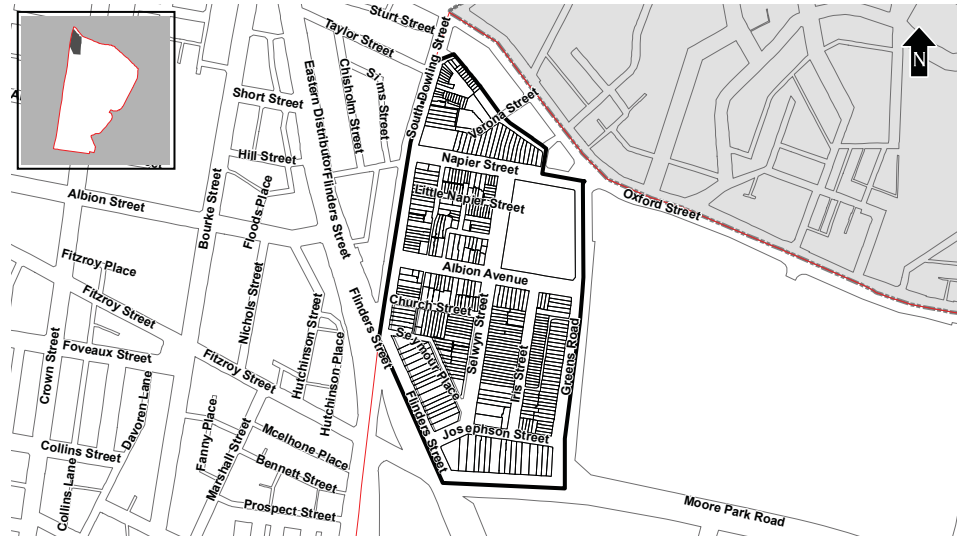 Sturt Street
Taylor Street
South Dowling Street
Sims Street
Chisholm Street
Eastern Distributor
Short Street
Verona Street
N
Hill Street
Napier Street
Flinders Street
Floods Place
Bourke Street
Albion Street
Little Napier Street
Oxford Street
Fitzroy Place
Albion Avenue
Fitzroy Street
Nichols Street
Church Street
Flinders Street
Hutchinson Street
Selwyn Street
Seymour Place
Iris Street
Greens Road
Foveaux Street
Crown Street
Fitzroy Street
Hutchinson Place
Davoren Lane
Fanny Place
Flinders Street
Mcelhone Place
Josephson Street
Collins Street
Marshall Street
Bennett Street
Collins Lane
Prospect Street
Moore Park Road